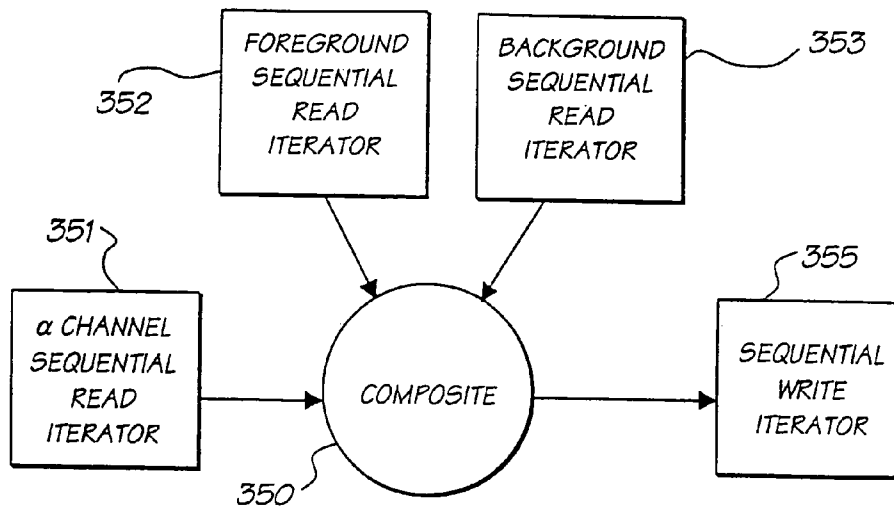 FOREGROUND
SEQUENTIAL
READ
ITERATOR
352
BACKGROUND
SEQUENTIAL
READ
ITERATOR
353
351
α CHANNEL
SEQUENTIAL
READ
ITERATOR
COMPOSITE
350
355
SEQUENTIAL
WRITE
ITERATOR